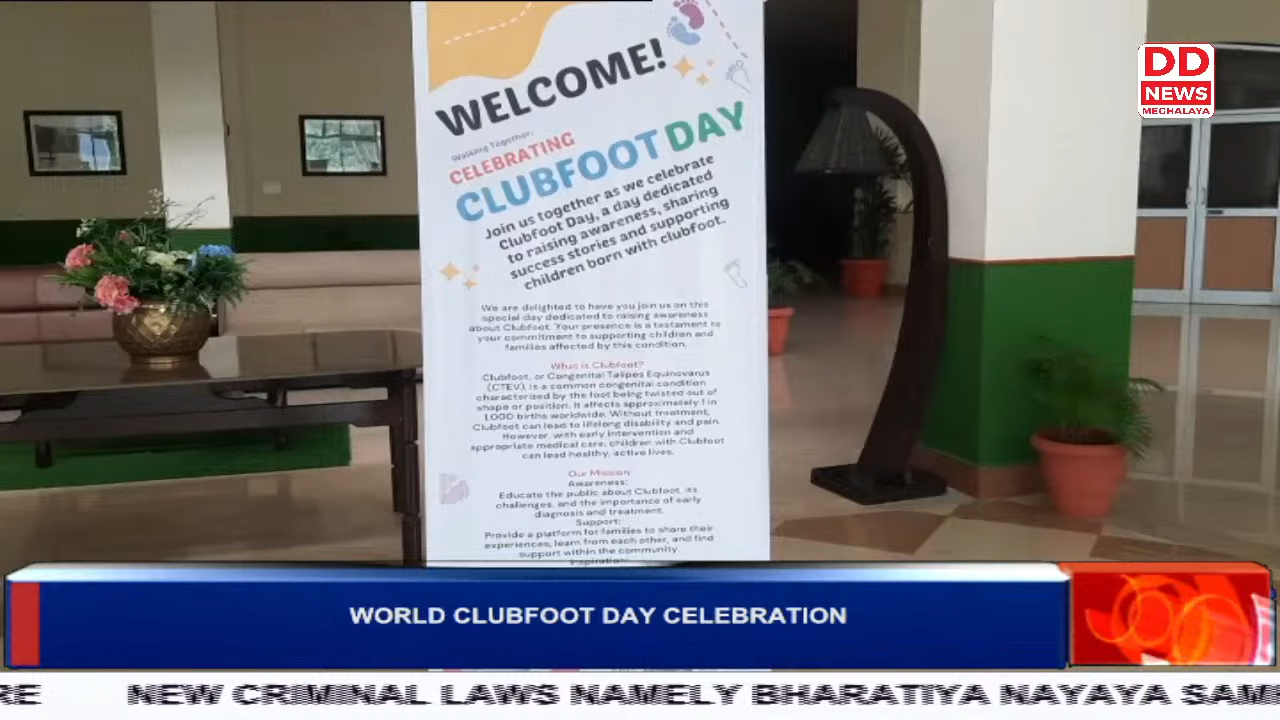 WELCOME!
Walking Together:
CELEBRATING
CLUBFOOT DAY
Join us together as we celebrate
Clubfoot Day, a day dedicated
to raising awareness, sharing
success stories and supporting
children born with clubfoot.
We are delighted to have you join us on this
special day dedicated to raising awareness
about Clubfoot. Your presence is a testament to
your commitment to supporting children and
families affected by this condition.
What is Clubfoot?
Clubfoot, or Congenital Talipes Equinovarus
(CTEV), is a common congenital condition
characterized by the foot being twisted out of
shape or position. It affects approximately 1 in
1,000 births worldwide. Without treatment,
Clubfoot can lead to lifelong disability and pain.
However, with early intervention and
appropriate medical care, children with Clubfoot
can lead healthy, active lives.
Our Mission
Awareness:
Educate the public about Clubfoot, its
challenges, and the importance of early
diagnosis and treatment.
Support:
Provide a platform for families to share their
experiences, learn from each other, and find
support within the community.
Inspiration:
DD
NEWS
MEGHALAYA
WORLD CLUBFOOT DAY CELEBRATION
RE NEW CRIMINAL LAWS NAMELY BHARATIYA NAYAYA SAM